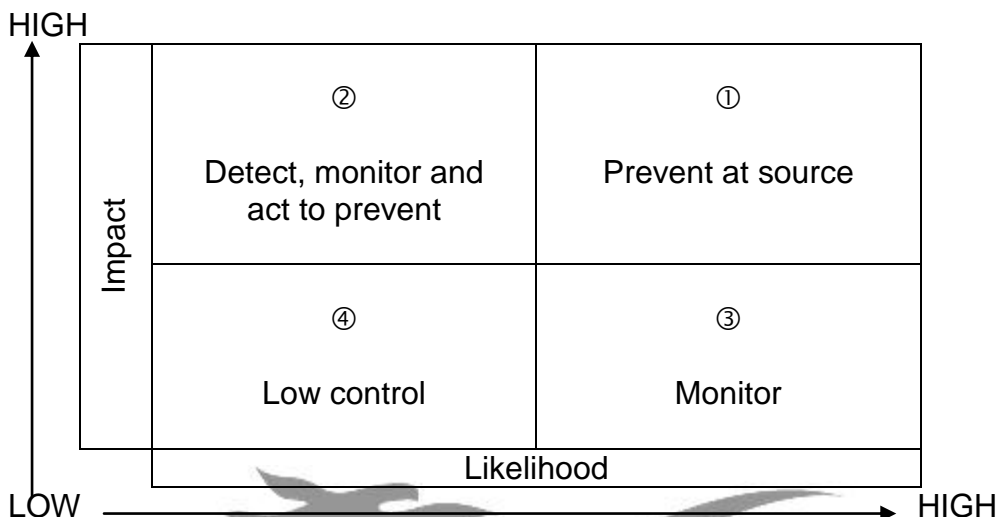 HIGH
②
①
Detect, monitor and
act to prevent
Prevent at source
Impact
④
③
Low control
Monitor
Likelihood
LOW
HIGH